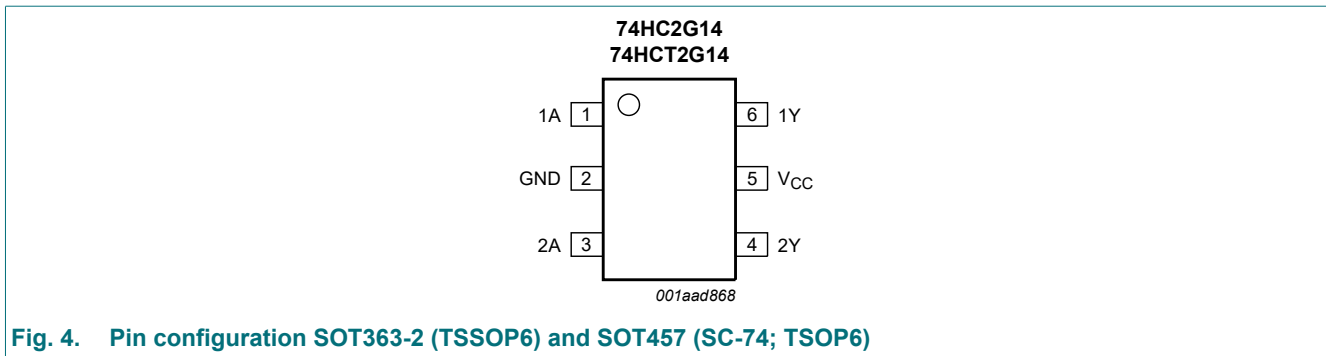 74HC2G14
74HCT2G14
1A 1 6 1Y
GND 2 5 VCC
2A 3 4 2Y
001aad868
Fig. 4. Pin configuration SOT363-2 (TSSOP6) and SOT457 (SC-74; TSOP6)